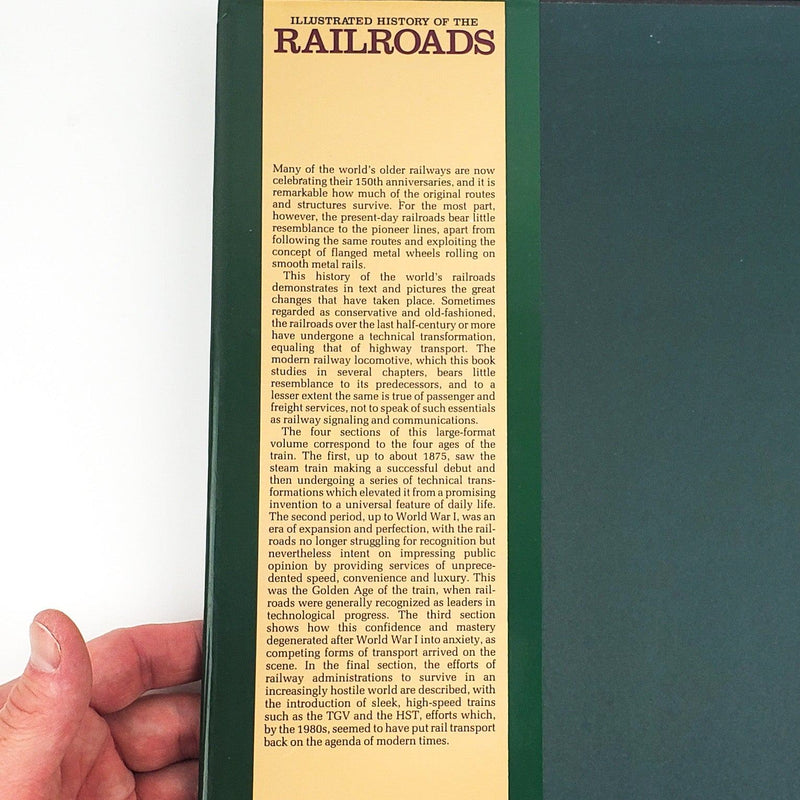 ILLUSTRATED HISTORY OF THE
RAILROADS
Many of the world's older railways are now
celebrating their 150th anniversaries, and it is
remarkable how much of the original routes
and structures survive. For the most part,
however, the present-day railroads bear little
resemblance to the pioneer lines, apart from
following the same routes and exploiting the
concept of flanged metal wheels rolling on
smooth metal rails.
This history of the world's railroads
demonstrates in text and pictures the great
changes that have taken place. Sometimes
regarded as conservative and old-fashioned,
the railroads over the last half-century or more
have undergone a technical transformation,
equaling that of highway transport. The
modern railway locomotive, which this book
studies in several chapters, bears little
resemblance to its predecessors, and to a
lesser extent the same is true of passenger and
freight services, not to speak of such essentials
as railway signaling and communications.
The four sections of this large-format
volume correspond to the four ages of the
train. The first, up to about 1875, saw the
steam train making a successful debut and
then undergoing a series of technical trans-
formations which elevated it from a promising
invention to a universal feature of daily life.
The second period, up to World War I, was an
era of expansion and perfection, with the rail-
roads no longer struggling for recognition but
nevertheless intent on impressing public
opinion by providing services of unprece-
dented speed, convenience and luxury. This
was the Golden Age of the train, when rail-
roads were generally recognized as leaders in
technological progress. The third section
shows how this confidence and mastery
degenerated after World War I into anxiety, as
competing forms of transport arrived on the
scene. In the final section, the efforts of
railway administrations to survive in an
increasingly hostile world are described, with
the introduction of sleek, high-speed trains
such as the TGV and the HST, efforts which,
by the 1980s, seemed to have put rail transport
back on the agenda of modern times.